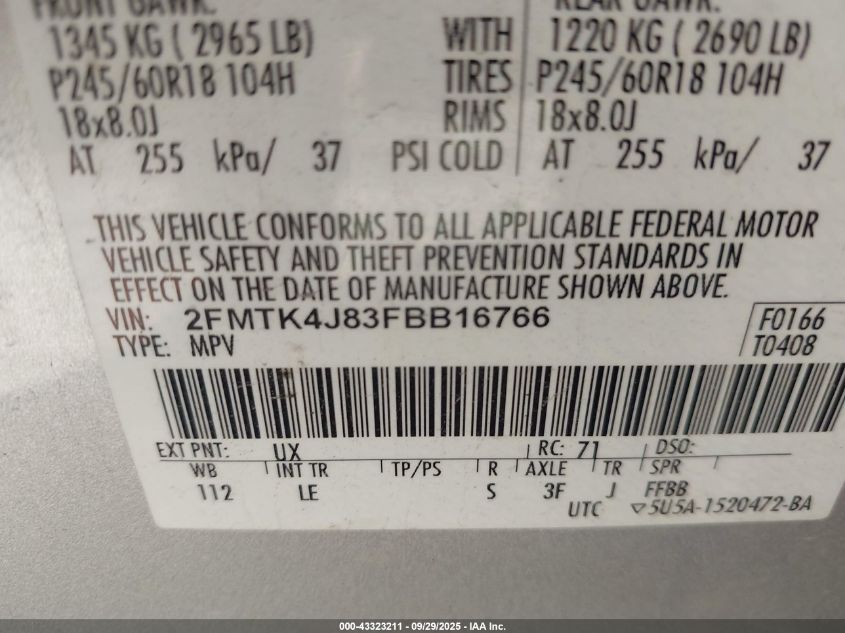 FRONT GAWR: REAR GAWR:
1345 KG ( 2965 LB) WITH 1220 KG ( 2690 LB)
P245/60R18 104H TIRES P245/60R18 104H
18x8.0J RIMS 18x8.0J
AT 255 kPa/ 37 PSI COLD AT 255 kPa/ 37
THIS VEHICLE CONFORMS TO ALL APPLICABLE FEDERAL MOTOR
VEHICLE SAFETY AND THEFT PREVENTION STANDARDS IN
EFFECT ON THE DATE OF MANUFACTURE SHOWN ABOVE.
VIN: 2FMTK4J83FBB16766 F0166
TYPE: MPV T0408
EXT PNT: UX RC: 71 DSO:
WB INT TR TP/PS R AXLE TR SPR
112 LE S 3F J FFBB
UTC ▽5U5A-1520472-BA
000-43323211 - 09/29/2025 - IAA Inc.